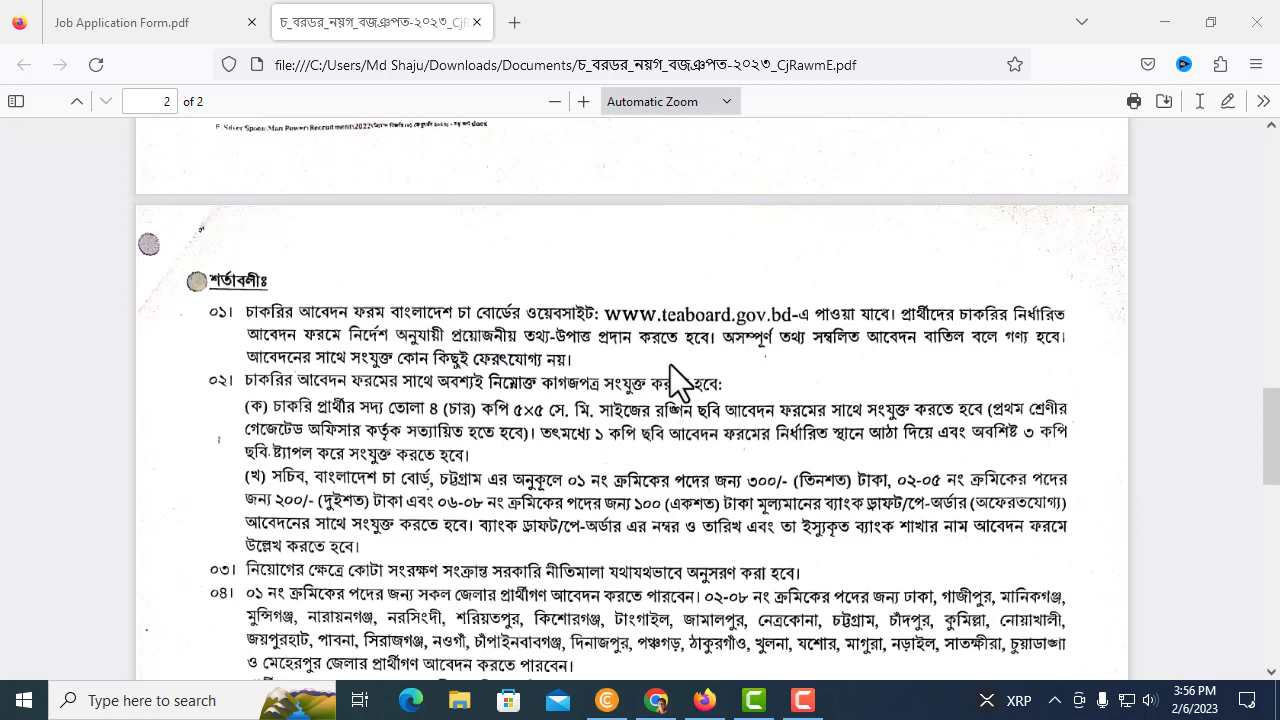 Job Application Form.pdf
চ_বরডর_নয়গ_বজঞপত-২০২৩_CjR
file:///C:/Users/Md Shaju/Downloads/Documents/চ_বরডর_নয়গ_বজঞপত-২০২৩_CjRawmE.pdf
2 of 2
Automatic Zoom
শর্তাবলীঃ
০১। চাকরির আবেদন ফরম বাংলাদেশ চা বোর্ডের ওয়েবসাইট: www.teaboard.gov.bd-এ পাওয়া যাবে। প্রার্থীদের চাকরির নির্ধারিত
আবেদন ফরমে নির্দেশ অনুযায়ী প্রয়োজনীয় তথ্য-উপাত্ত প্রদান করতে হবে। অসম্পূর্ণ তথ্য সম্বলিত আবেদন বাতিল বলে গণ্য হবে।
আবেদনের সাথে সংযুক্ত কোন কিছুই ফেরৎযোগ্য নয়।
০২। চাকরির আবেদন ফরমের সাথে অবশ্যই নিম্নোক্ত কাগজপত্র সংযুক্ত কর হবে:
(ক) চাকরি প্রার্থীর সদ্য তোলা ৪ (চার) কপি ৫×৫ সে. মি. সাইজের রঙ্গিন ছবি আবেদন ফরমের সাথে সংযুক্ত করতে হবে (প্রথম শ্রেণীর
গেজেটেড অফিসার কর্তৃক সত্যায়িত হতে হবে)। তৎমধ্যে ১ কপি ছবি আবেদন ফরমের নির্ধারিত স্থানে আঠা দিয়ে এবং অবশিষ্ট ৩ কপি
ছবি ষ্ট্যাপল করে সংযুক্ত করতে হবে।
(খ) সচিব, বাংলাদেশ চা বোর্ড, চট্টগ্রাম এর অনুকূলে ০১ নং ক্রমিকের পদের জন্য ৩০০/- (তিনশত) টাকা, ০২-০৫ নং ক্রমিকের পদের
জন্য ২০০/- (দুইশত) টাকা এবং ০৬-০৮ নং ক্রমিকের পদের জন্য ১০০ (একশত) টাকা মূল্যমানের ব্যাংক ড্রাফট/পে-অর্ডার (অফেরতযোগ্য)
আবেদনের সাথে সংযুক্ত করতে হবে। ব্যাংক ড্রাফট/পে-অর্ডার এর নম্বর ও তারিখ এবং তা ইস্যুকৃত ব্যাংক শাখার নাম আবেদন ফরমে
উল্লেখ করতে হবে।
০৩। নিয়োগের ক্ষেত্রে কোটা সংরক্ষণ সংক্রান্ত সরকারি নীতিমালা যথাযথভাবে অনুসরণ করা হবে।
০৪। ০১ নং ক্রমিকের পদের জন্য সকল জেলার প্রার্থীগণ আবেদন করতে পারবেন। ০২-০৮ নং ক্রমিকের পদের জন্য ঢাকা, গাজীপুর, মানিকগঞ্জ,
মুন্সিগঞ্জ, নারায়নগঞ্জ, নরসিংদী, শরিয়তপুর, কিশোরগঞ্জ, টাংগাইল, জামালপুর, নেত্রকোনা, চট্টগ্রাম, চাঁদপুর, কুমিল্লা, নোয়াখালী,
জয়পুরহাট, পাবনা, সিরাজগঞ্জ, নওগাঁ, চাঁপাইনবাবগঞ্জ, দিনাজপুর, পঞ্চগড়, ঠাকুরগাঁও, খুলনা, যশোর, মাগুরা, নড়াইল, সাতক্ষীরা, চুয়াডাঙ্গা
ও মেহেরপুর জেলার প্রার্থীগণ আবেদন করতে পারবেন।
Type here to search
XRP
3:56 PM
2/6/2023